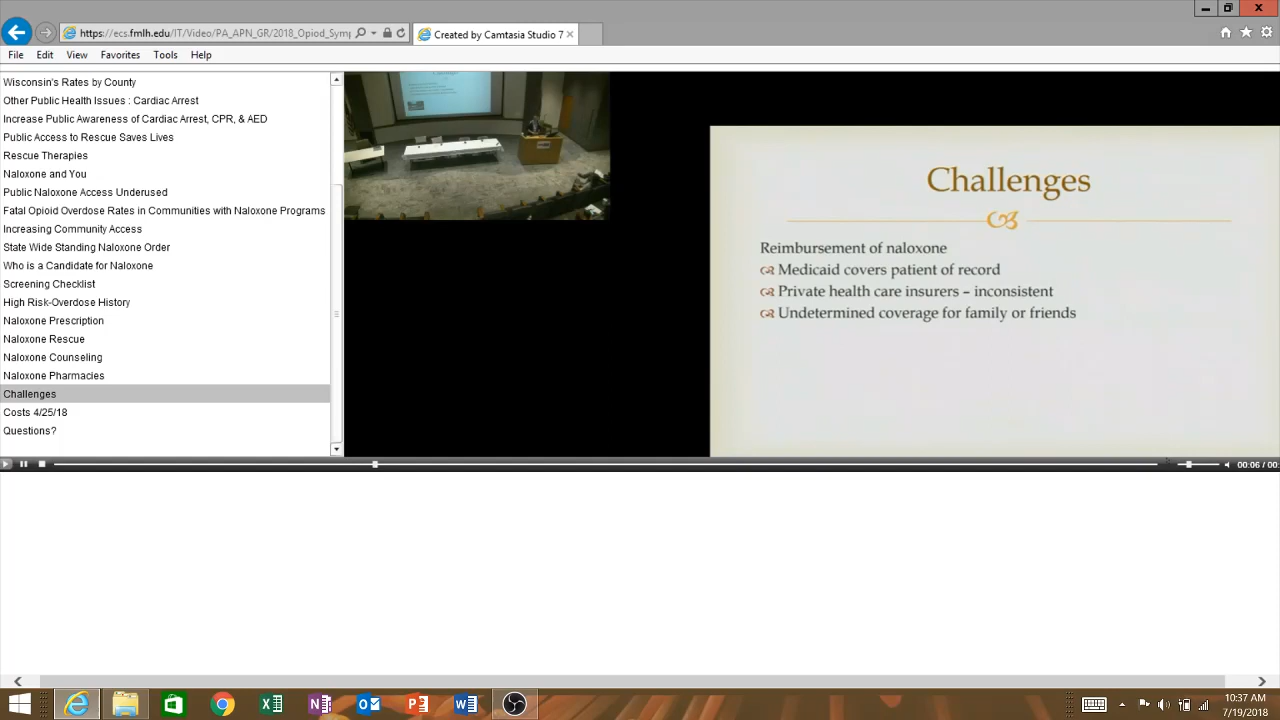 https://ecs.fmlh.edu/IT/Video/PA_APN_GR/2018_Opiod_Symp
Created by Camtasia Studio 7
File Edit View Favorites Tools Help
Wisconsin's Rates by County
Other Public Health Issues : Cardiac Arrest
Increase Public Awareness of Cardiac Arrest, CPR, & AED
Public Access to Rescue Saves Lives
Rescue Therapies
Naloxone and You
Public Naloxone Access Underused
Fatal Opioid Overdose Rates in Communities with Naloxone Programs
Increasing Community Access
State Wide Standing Naloxone Order
Who is a Candidate for Naloxone
Screening Checklist
High Risk-Overdose History
Naloxone Prescription
Naloxone Rescue
Naloxone Counseling
Naloxone Pharmacies
Challenges
Costs 4/25/18
Questions?
Challenges
Reimbursement of naloxone
Medicaid covers patient of record
Private health care insurers – inconsistent
Undetermined coverage for family or friends
00:06 / 00:
10:37 AM
7/19/2018